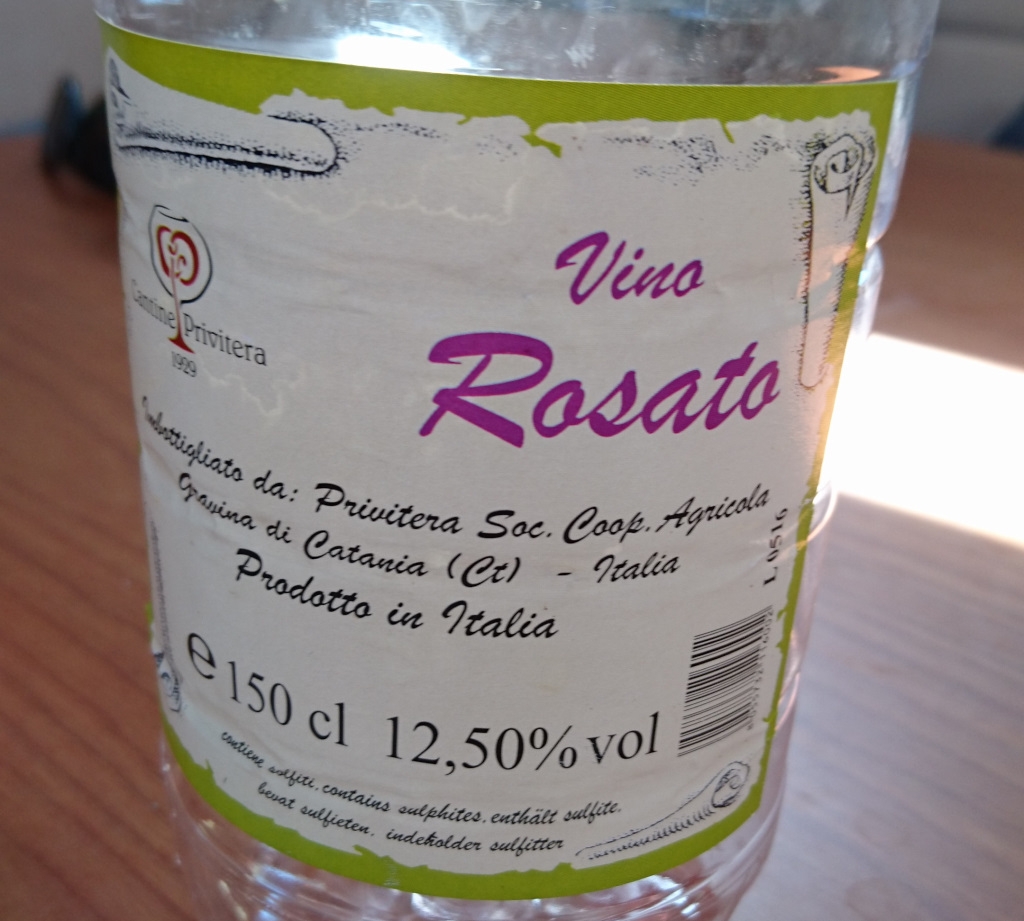 Vino
Rosato
Cantine Privitera
1929
Imbottigliato da: Privitera Soc. Coop. Agricola
Gravina di Catania (Ct) - Italia
Prodotto in Italia
L 0516
e 150 cl 12,50% vol
contiene solfiti, contains sulphites, enthält sulfite,
bevat sulfieten, indeholder sulfitter